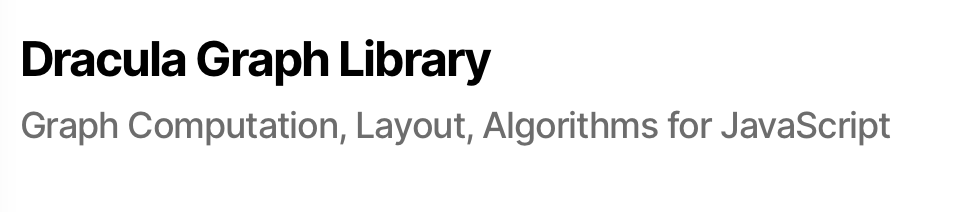 Dracula Graph Library
Graph Computation, Layout, Algorithms for JavaScript